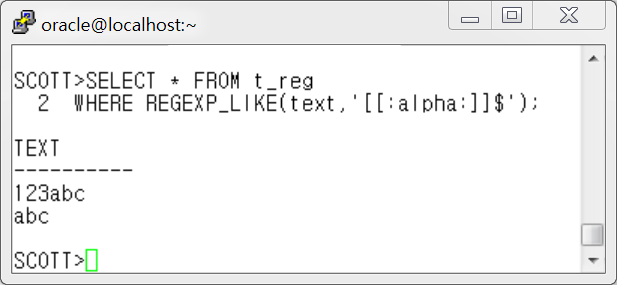 oracle@localhost:~
SCOTT>SELECT * FROM t_reg
  2  WHERE REGEXP_LIKE(text,'[[:alpha:]]$');
TEXT
----------
123abc
abc
SCOTT>